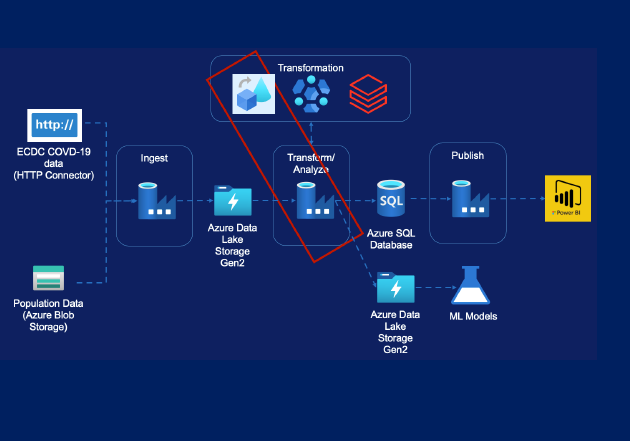 Transformation
http://
ECDC COVD-19
data
(HTTP Connector)
Ingest
Transform/
Analyze
Publish
SQL
Power BI
Azure Data
Lake
Storage
Gen2
Azure SQL
Database
Population Data
(Azure Blob
Storage)
Azure Data
Lake
Storage
Gen2
ML Models